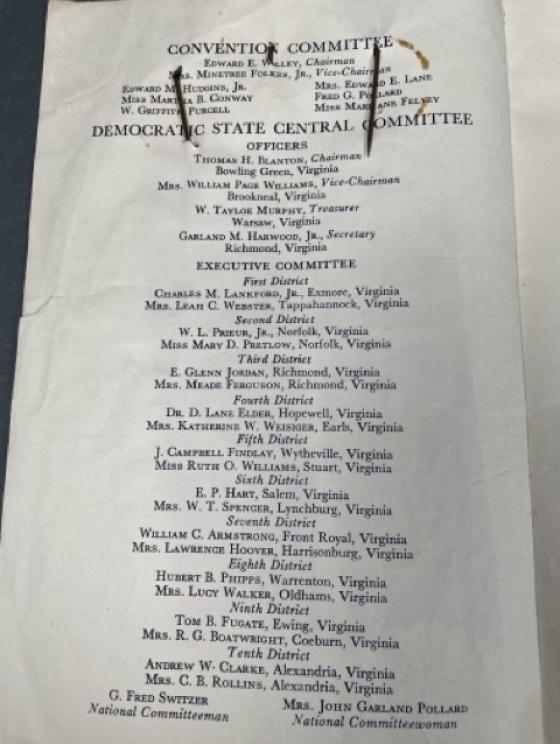 CONVENTION COMMITTEE
EDWARD E. WILLEY, Chairman
MRS. MINETREE FOLKES, JR., Vice-Chairman
EDWARD M. HUDGINS, JR. MRS. EDWARD E. LANE
MISS MARTHA B. CONWAY FRED G. POLLARD
W. GRIFFITH PURCELL MISS MARY JANE FELVEY
DEMOCRATIC STATE CENTRAL COMMITTEE
OFFICERS
THOMAS H. BLANTON, Chairman
Bowling Green, Virginia
MRS. WILLIAM PAGE WILLIAMS, Vice-Chairman
Brookneal, Virginia
W. TAYLOE MURPHY, Treasurer
Warsaw, Virginia
GARLAND M. HARWOOD, JR., Secretary
Richmond, Virginia
EXECUTIVE COMMITTEE
First District
CHARLES M. LANKFORD, JR., Exmore, Virginia
MRS. LEAH C. WEBSTER, Tappahannock, Virginia
Second District
W. L. PRIEUR, JR., Norfolk, Virginia
MISS MARY D. PRETLOW, Norfolk, Virginia
Third District
E. GLENN JORDAN, Richmond, Virginia
MRS. MEADE FERGUSON, Richmond, Virginia
Fourth District
DR. D. LANE ELDER, Hopewell, Virginia
MRS. KATHERINE W. WEISIGER, Earls, Virginia
Fifth District
J. CAMPBELL FINDLAY, Wytheville, Virginia
MISS RUTH O. WILLIAMS, Stuart, Virginia
Sixth District
E. P. HART, Salem, Virginia
MRS. W. T. SPENCER, Lynchburg, Virginia
Seventh District
WILLIAM C. ARMSTRONG, Front Royal, Virginia
MRS. LAWRENCE HOOVER, Harrisonburg, Virginia
Eighth District
HUBERT B. PHIPPS, Warrenton, Virginia
MRS. LUCY WALKER, Oldhams, Virginia
Ninth District
TOM B. FUGATE, Ewing, Virginia
MRS. R. G. BOATWRIGHT, Coeburn, Virginia
Tenth District
ANDREW W. CLARKE, Alexandria, Virginia
MRS. C. B. ROLLINS, Alexandria, Virginia
G. FRED SWITZER MRS. JOHN GARLAND POLLARD
National Committeeman National Committeewoman